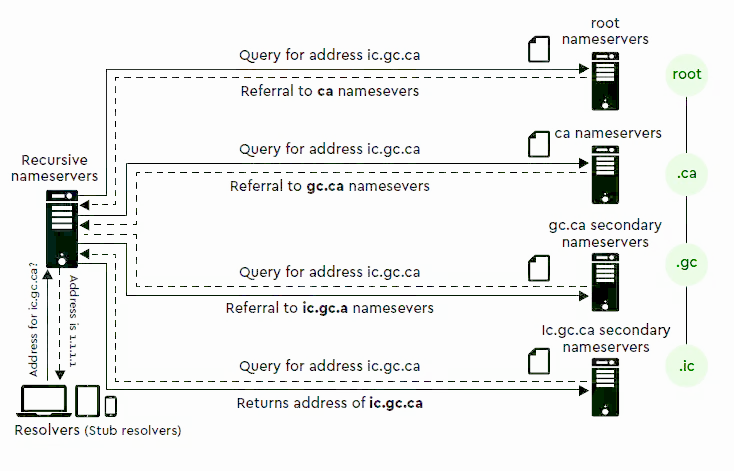 root
nameservers
Query for address ic.gc.ca
root
Referral to ca namesevers
ca nameservers
Query for address ic.gc.ca
Recursive
nameservers
.ca
Referral to gc.ca namesevers
gc.ca secondary
nameservers
.gc
Query for address ic.gc.ca
Address for ic.gc.ca?
Address is 1.1.1.1
Referral to ic.gc.a namesevers
Ic.gc.ca secondary
nameservers
Query for address ic.gc.ca
.ic
Returns address of ic.gc.ca
Resolvers (Stub resolvers)